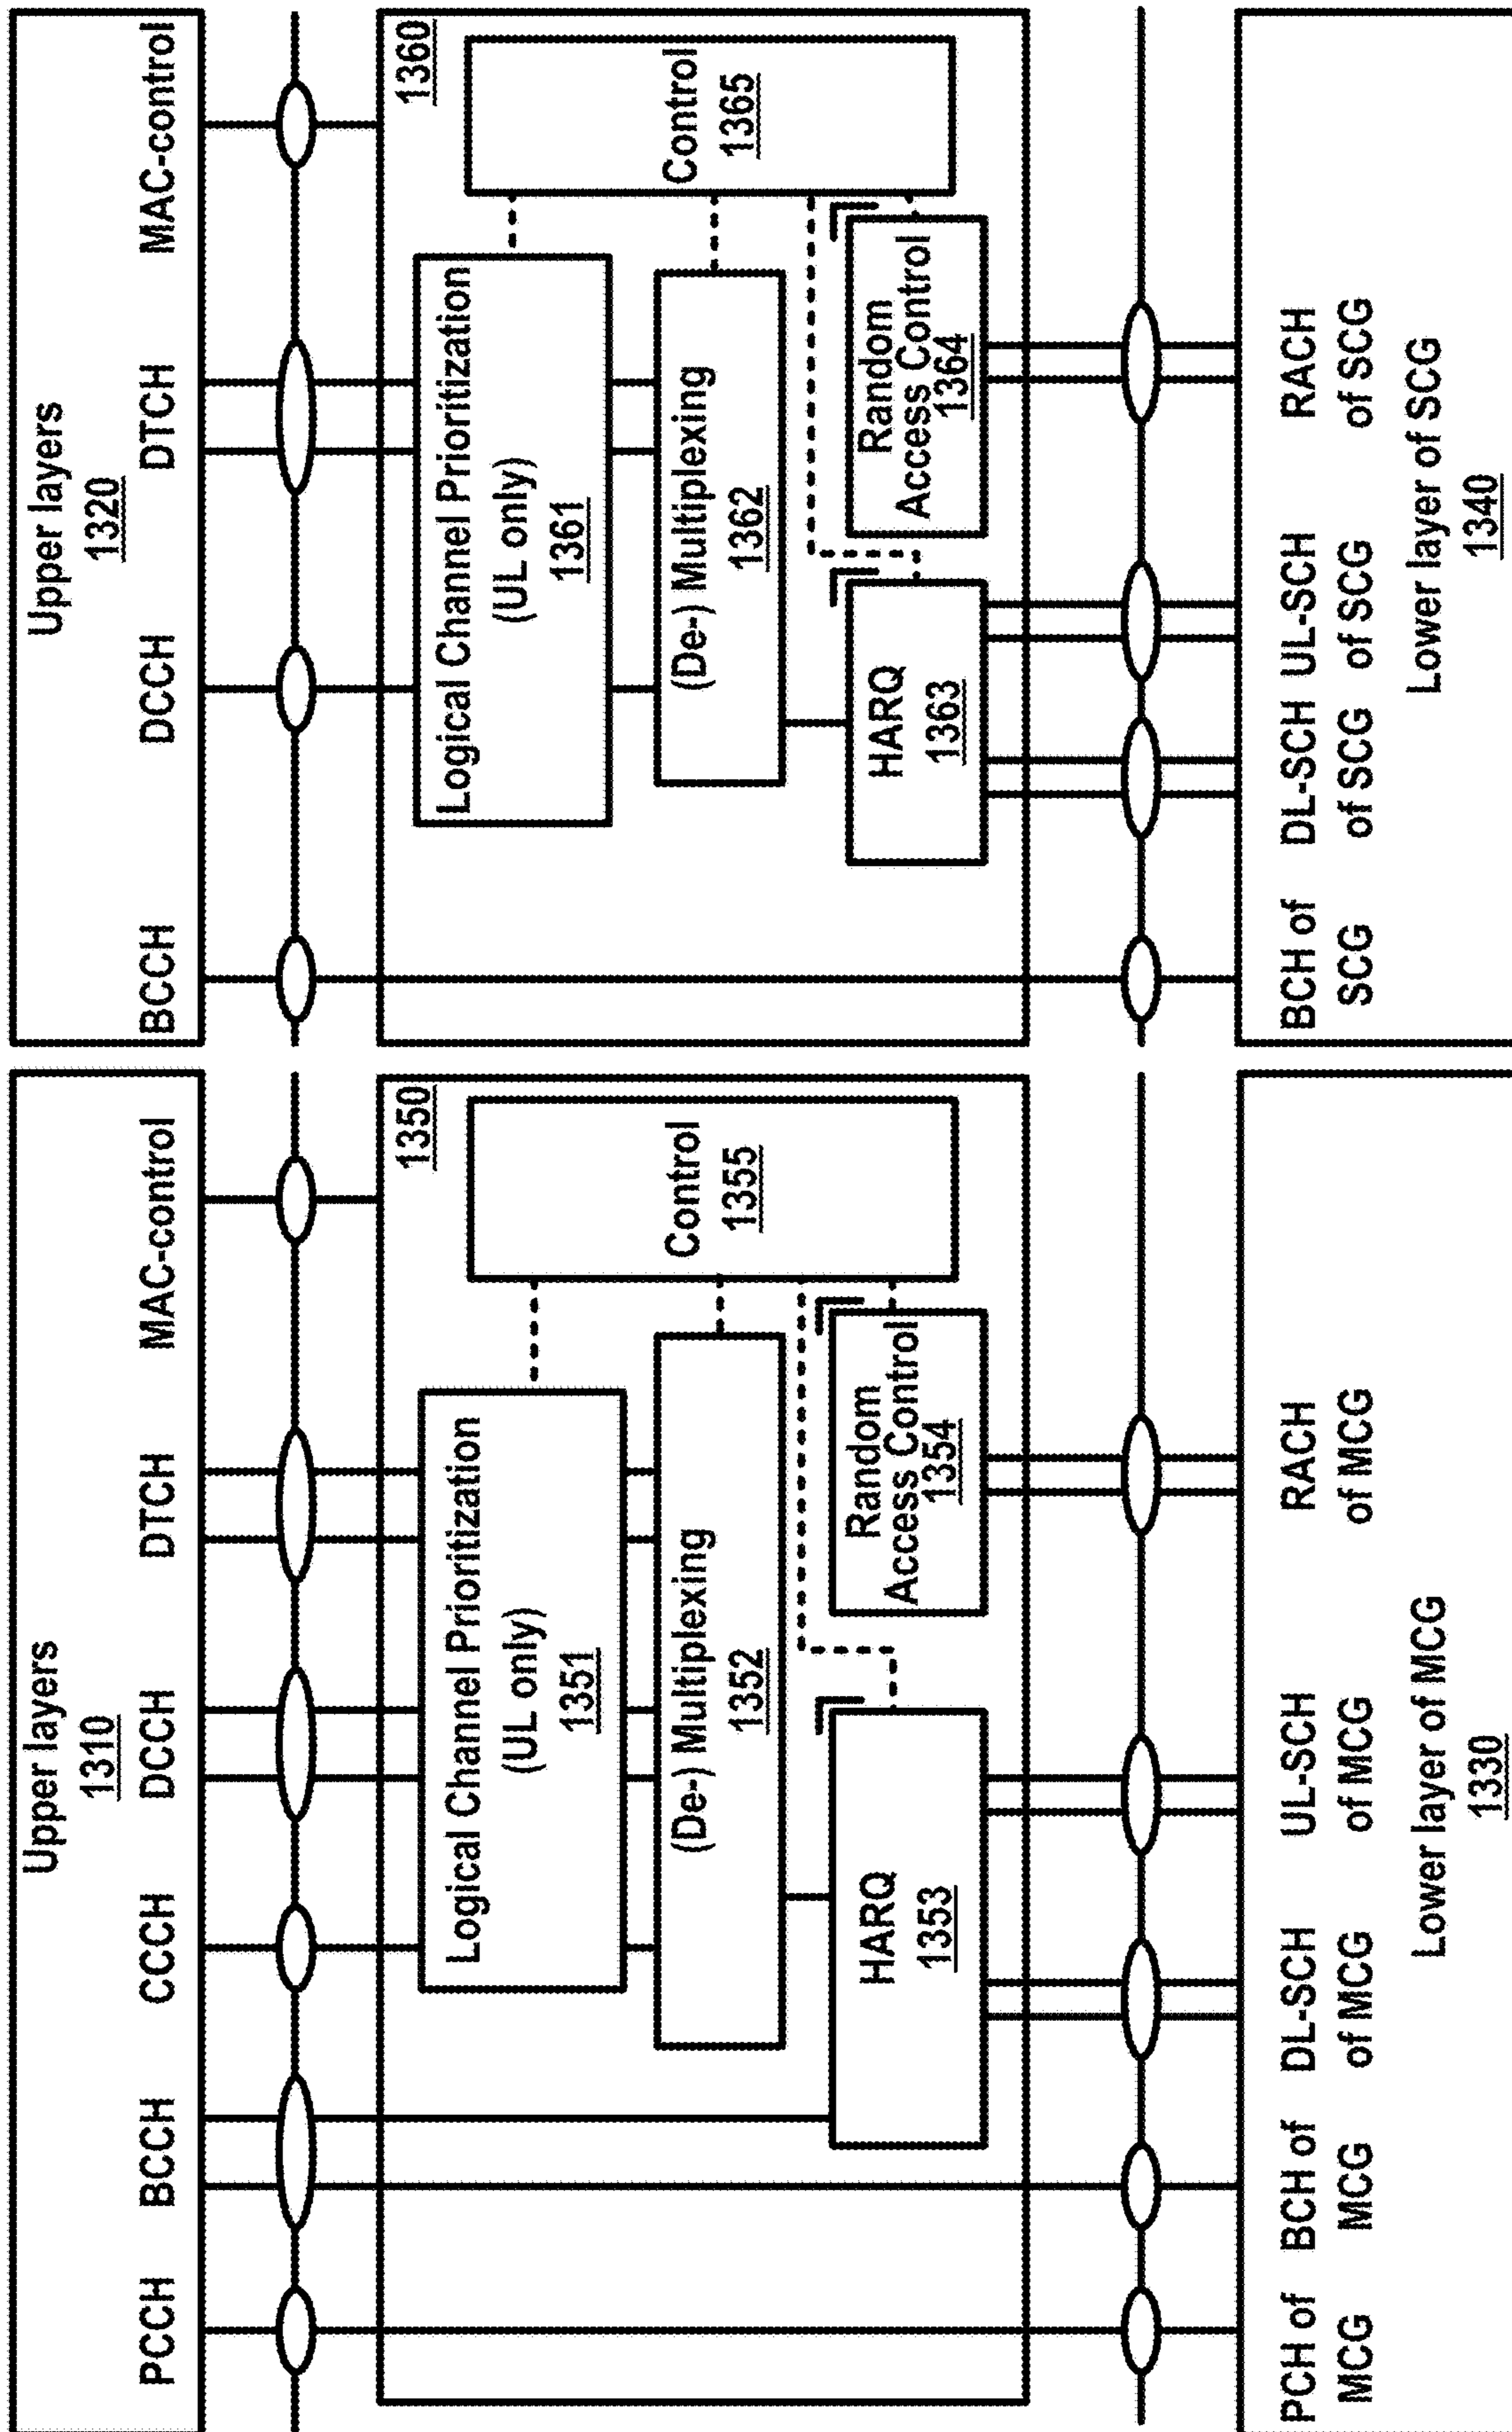 Upper layers
1310
PCCH
BCCH
CCCH
DCCH
DTCH
MAC-control
1350
Logical Channel Prioritization
(UL only)
1351
(De-) Multiplexing
1352
HARQ
1353
Random
Access Control
1354
Control
1355
PCH of
MCG
BCH of
MCG
DL-SCH
of MCG
UL-SCH
of MCG
RACH
of MCG
Lower layer of MCG
1330
Upper layers
1320
BCCH
DCCH
DTCH
MAC-control
1360
Logical Channel Prioritization
(UL only)
1361
(De-) Multiplexing
1362
HARQ
1363
Random
Access Control
1364
Control
1365
BCH of
SCG
DL-SCH
of SCG
UL-SCH
of SCG
RACH
of SCG
Lower layer of SCG
1340